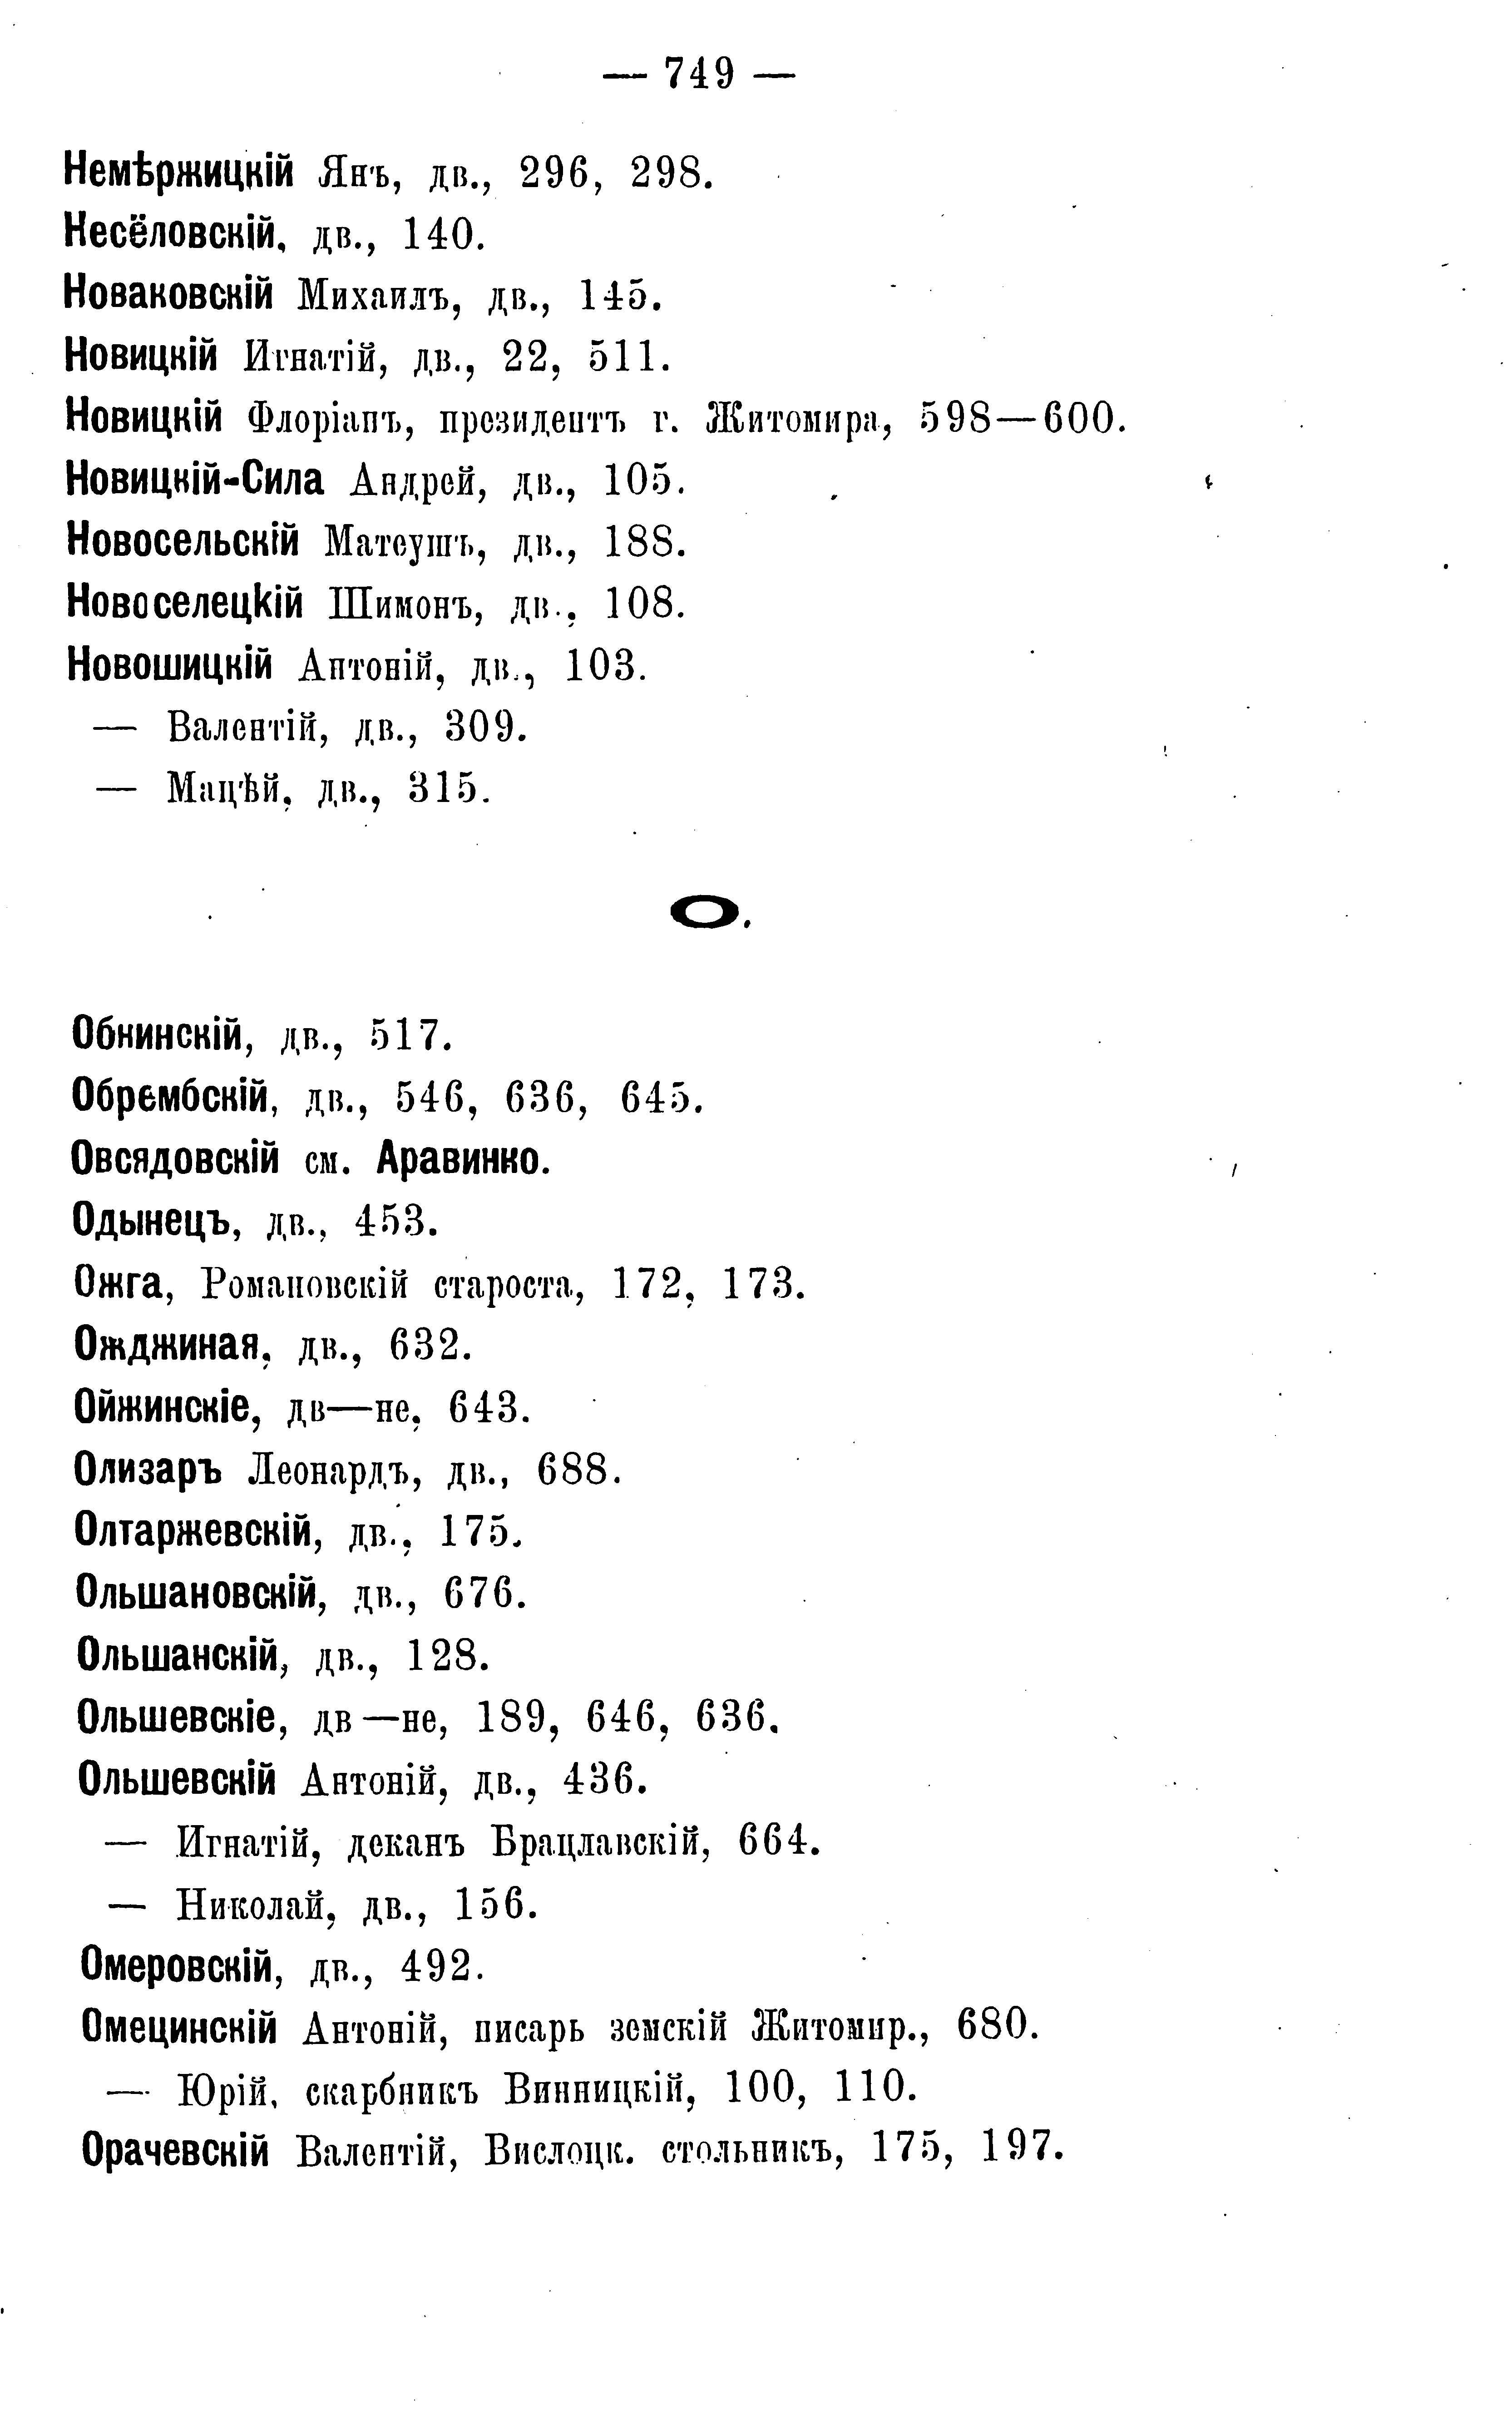 — 749 —
Немѣржицкій Янъ, дв., 296, 298.
Несёловскій, дв., 140.
Новаковскій Михаилъ, дв., 145.
Новицкій Игнатій, дв., 22, 511.
Новицкій Флоріанъ, президентъ г. Житомира, 598—600.
Новицкій-Сила Андрей, дв., 105.
Новосельскій Матеушъ, дв., 188.
Новоселецкій Шимонъ, дв., 108.
Новошицкій Антоній, дв., 103.
— Валентій, дв., 309.
— Мацѣй, дв., 315.
О.
Обнинскій, дв., 517.
Обрембскій, дв., 546, 636, 645.
Овсядовскій см. Аравинко.
Одынецъ, дв., 453.
Ожга, Романовскій староста, 172, 173.
Ожджиная, дв., 632.
Ойжинскіе, дв—не, 643.
Олизаръ Леонардъ, дв., 688.
Олтаржевскій, дв., 175.
Ольшановскій, дв., 676.
Ольшанскій, дв., 128.
Ольшевскіе, дв—не, 189, 646, 636.
Ольшевскій Антоній, дв., 436.
— Игнатій, деканъ Брацлавскій, 664.
— Николай, дв., 156.
Омеровскій, дв., 492.
Омецинскій Антоній, писарь земскій Житомир., 680.
— Юрій, скарбникъ Винницкій, 100, 110.
Орачевскій Валентій, Вислоцк. стольникъ, 175, 197.